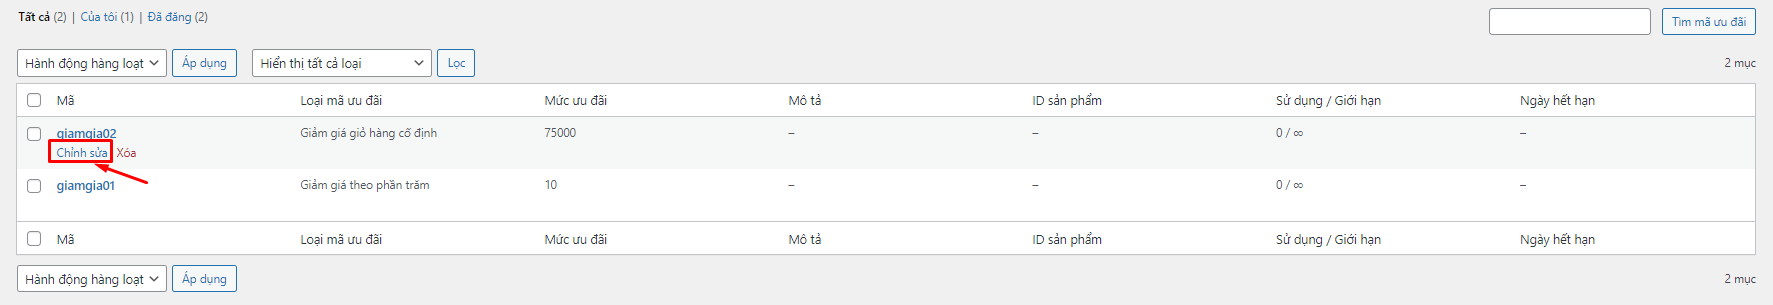 Tất cả (2) | Của tôi (1) | Đã đăng (2)
Tìm mã ưu đãi
Hành động hàng loạt Áp dụng Hiển thị tất cả loại Lọc 2 mục
Mã Loại mã ưu đãi Mức ưu đãi Mô tả ID sản phẩm Sử dụng / Giới hạn Ngày hết hạn
giamgia02 Giảm giá giỏ hàng cố định 75000 – – 0 / ∞ –
Chỉnh sửa Xóa
giamgia01 Giảm giá theo phần trăm 10 – – 0 / ∞ –
Mã Loại mã ưu đãi Mức ưu đãi Mô tả ID sản phẩm Sử dụng / Giới hạn Ngày hết hạn
Hành động hàng loạt Áp dụng 2 mục